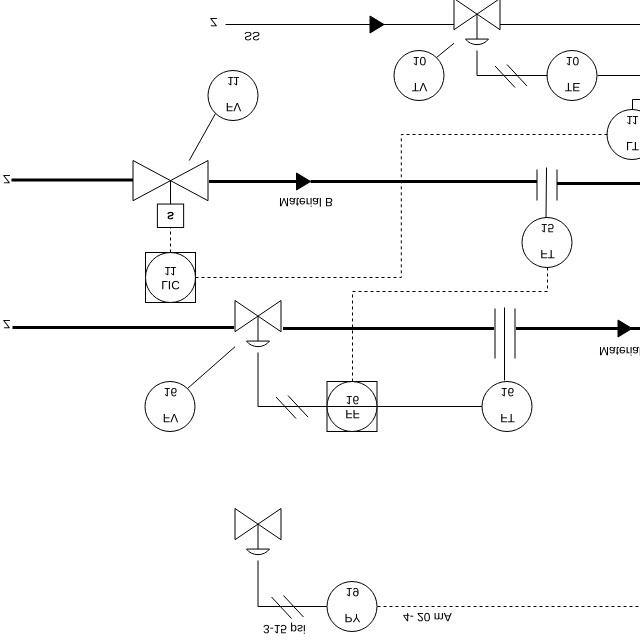 Z
SS
10
TV
10
TE
11
FV
11
LT
Z
Material B
S
15
FT
11
LIC
Z
Material
16
FV
16
FF
16
FT
19
PY
4- 20 mA
3-15 psi